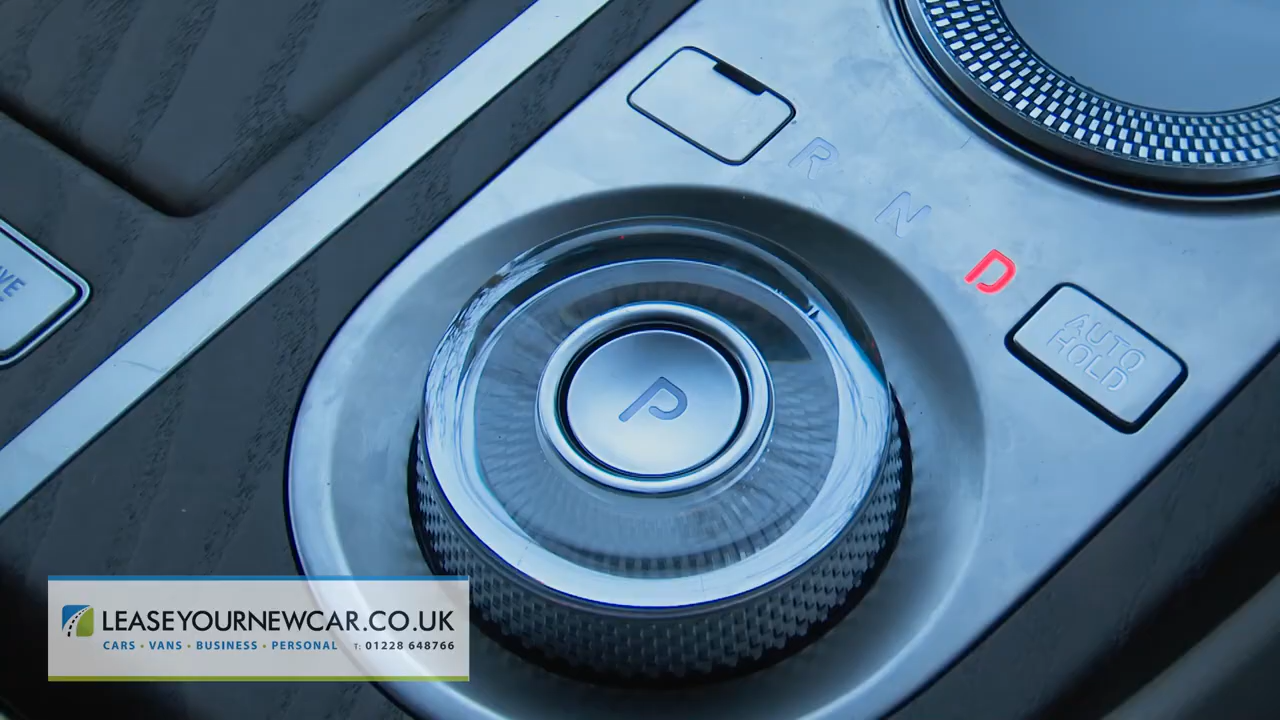 R
N
D
AUTO
HOLD
P
LEASEYOURNEWCAR.CO.UK
CARS • VANS • BUSINESS • PERSONAL T: 01228 648766